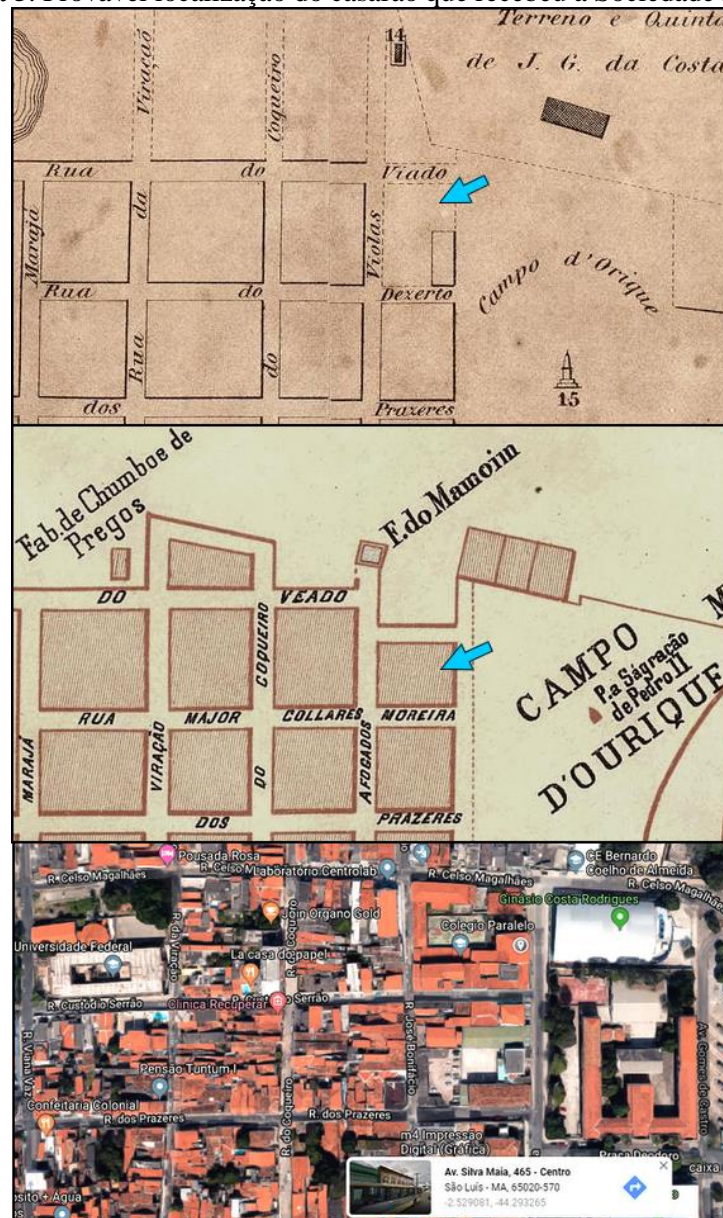 Terreno e Quinta
de J. G. da Costa
14
Viração
Coqueiro
Rua do Viado
Marajá
da
Violas
Campo d'Orique
Rua do Dezerto
Rua
do
15
dos Prazeres
Fab. de Chumbo e de
Pregos
F. do Mamoim
DO VEADO
COQUEIRO
CAMPO
P.a Sagração
de Pedro II
D'OURIQUE
RUA MAJOR COLLARES MOREIRA
MARAJÁ
VIRAÇÃO
DO
AFOGADOS
DOS PRAZERES
Pousada Rosa
R. Celso Magalhães
Laboratório Centrolab
R. Celso Magalhães
CE Bernardo
Coelho de Almeida
R. Celso Magalhães
Ginásio Costa Rodrigues
Join Organo Gold
R. da Viração
R. do Coqueiro
Colegio Paralelo
Universidade Federal
La casa do papel
R. Custódio Serrão
Clinica Recuperar
Serrão
R. Viana Vaz
R. José Bonifácio
Av. Gomes de Castro
Pensão Tuntum I
Confeitaria Colonial
R. dos Prazeres
R. dos Prazeres
R. do Coqueiro
m4 Impressão
Digital (Gráfica)
Praça Deodoro
caixa
Av. Silva Maia, 465 - Centro
São Luís - MA, 65020-570
-2.529081, -44.293265
sito + Água